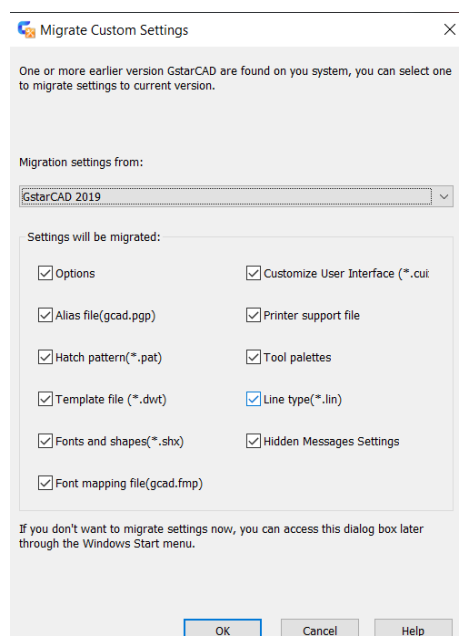 Migrate Custom Settings
One or more earlier version GstarCAD are found on you system, you can select one
to migrate settings to current version.
Migration settings from:
GstarCAD 2019
Settings will be migrated:
Options
Customize User Interface (*.cui
Alias file(gcad.pgp)
Printer support file
Hatch pattern(*.pat)
Tool palettes
Template file (*.dwt)
Line type(*.lin)
Fonts and shapes(*.shx)
Hidden Messages Settings
Font mapping file(gcad.fmp)
If you don't want to migrate settings now, you can access this dialog box later
through the Windows Start menu.
OK
Cancel
Help